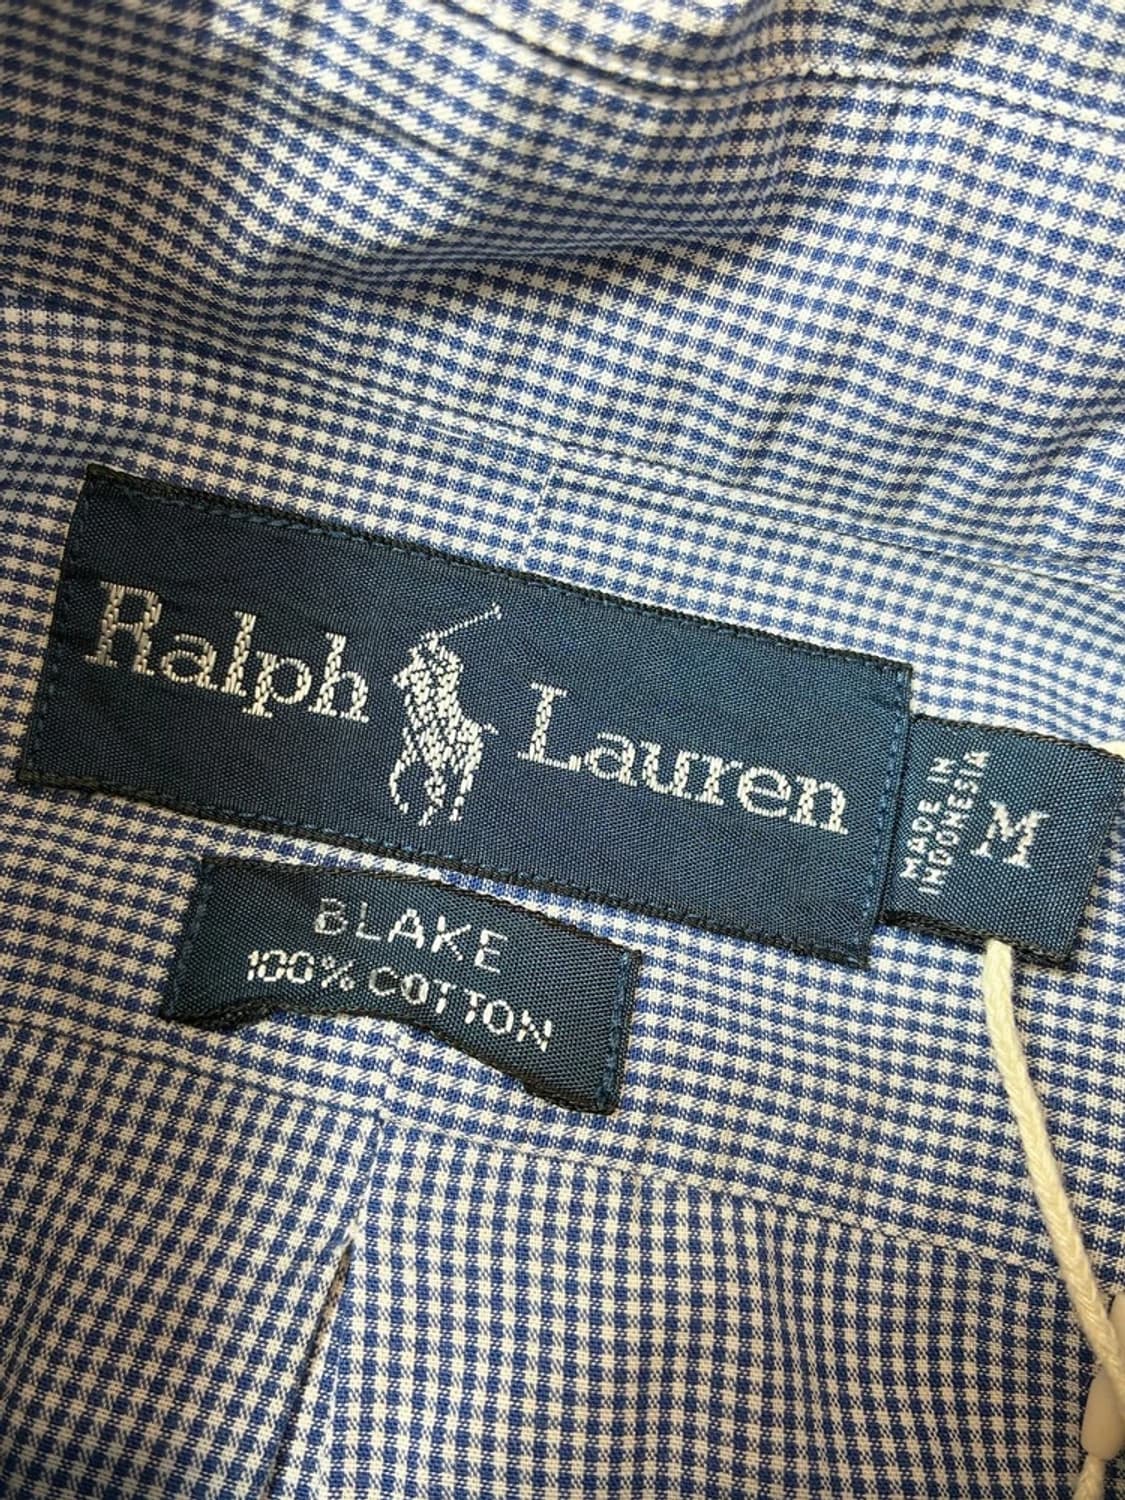 Ralph Lauren
MADE IN
INDONESIA
M
BLAKE
100% COTTON